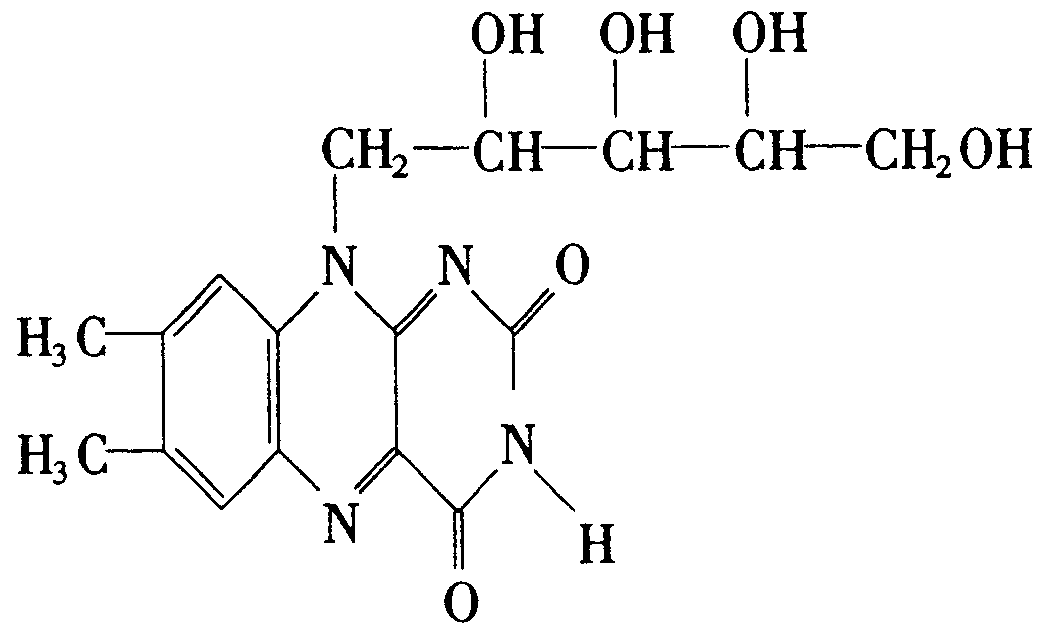 OH OH OH
CH₂ CH CH CH CH₂OH
N N O
H₃C
H₃C
N
N
H
O